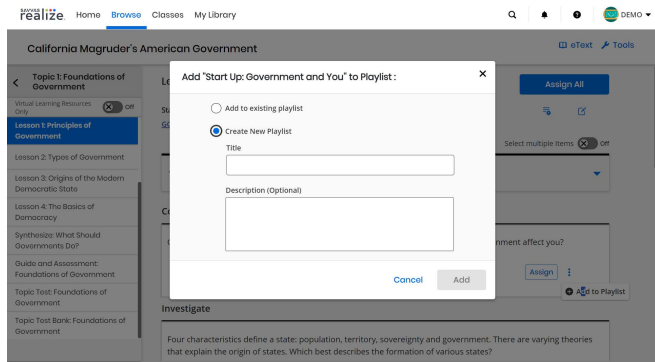 SAVVAS
realize. Home Browse Classes My Library
DEMO
California Magruder's American Government
eText Tools
Topic 1: Foundations of
Government
Virtual Learning Resources
Only
Off
Lesson 1: Principles of
Government
Lesson 2: Types of Government
Lesson 3: Origins of the Modern
Democratic State
Lesson 4: The Basics of
Democracy
Synthesize: What Should
Governments Do?
Guide and Assessment:
Foundations of Government
Topic Test: Foundations of
Government
Topic Test Bank: Foundations of
Government
Le
Assign All
Sta
Select multiple items Off
Add "Start Up: Government and You" to Playlist :
Add to existing playlist
Create New Playlist
Title
Description (Optional)
Cancel Add
nment affect you?
Assign
Add to Playlist
Investigate
Four characteristics define a state: population, territory, sovereignty and government. There are varying theories
that explain the origin of states. Which best describes the formation of various states?